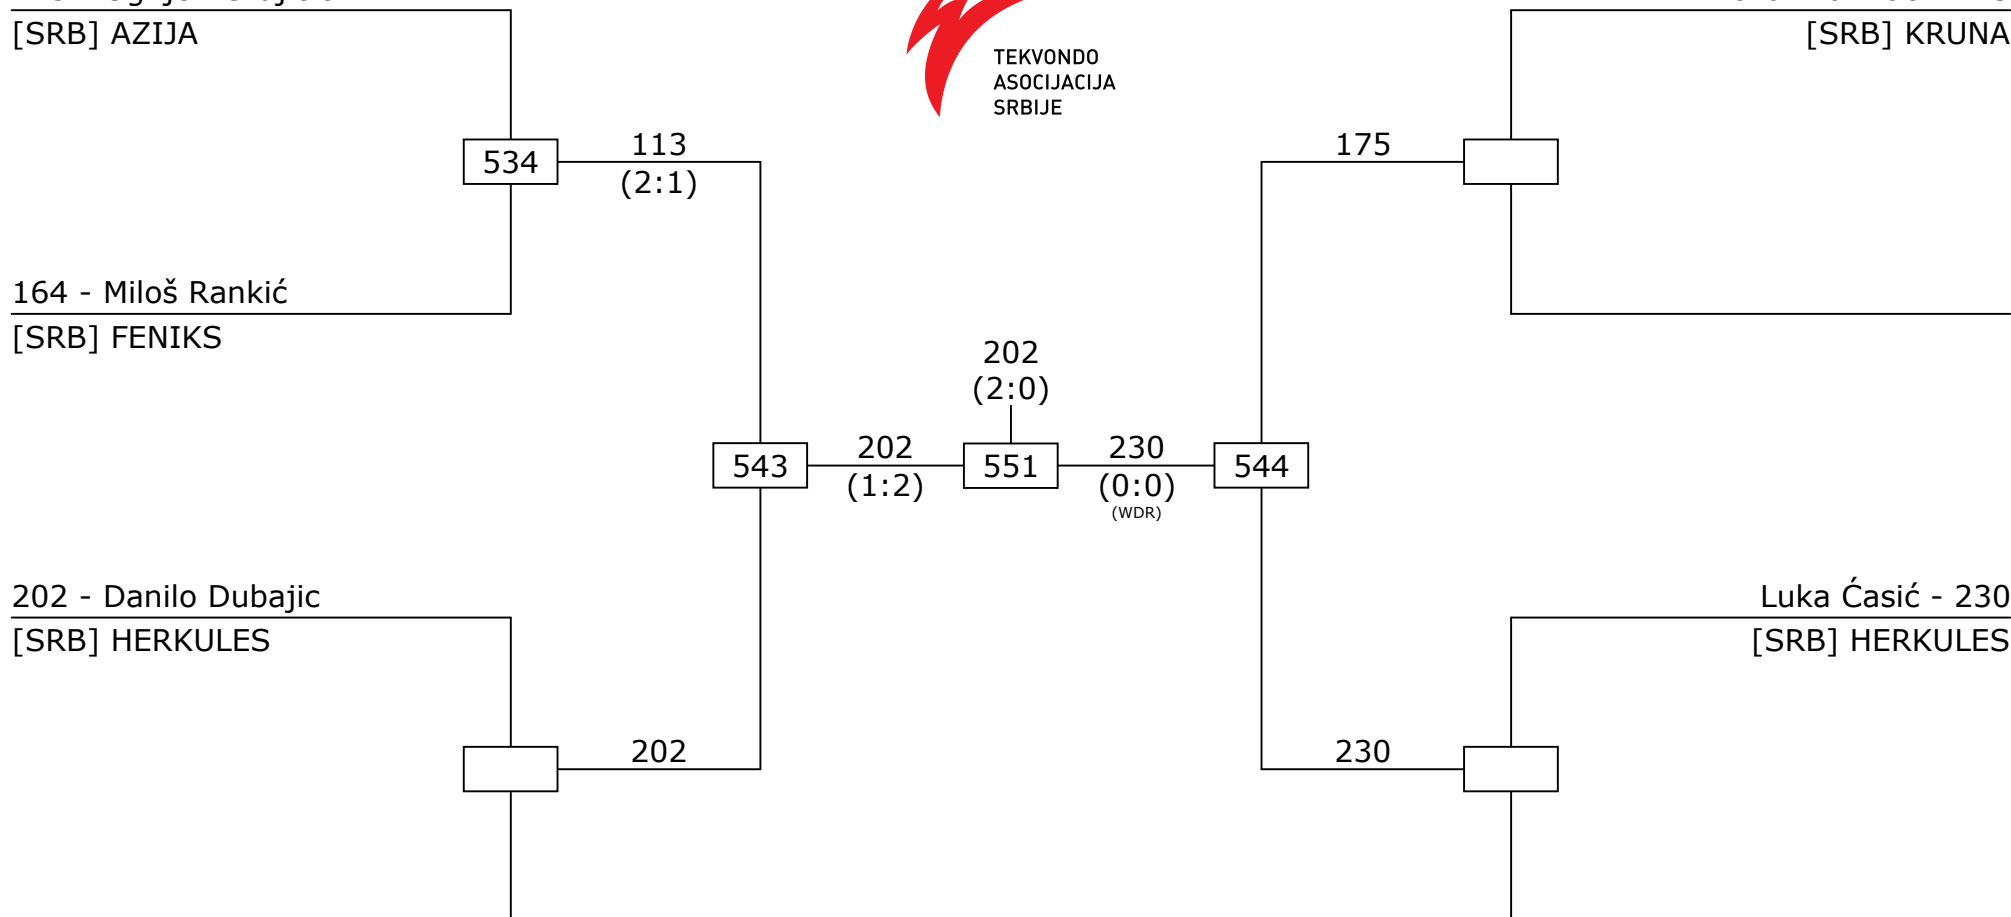 [SRB] AZIJA
[SRB] KRUNA
TEKVONDO
ASOCIJACIJA
SRBIJE
534
113
(2:1)
175
164 - Miloš Rankić
[SRB] FENIKS
202
(2:0)
543
202
(1:2)
551
230
(0:0)
(WDR)
544
202 - Danilo Dubajic
[SRB] HERKULES
Luka Ćasić - 230
[SRB] HERKULES
202
230